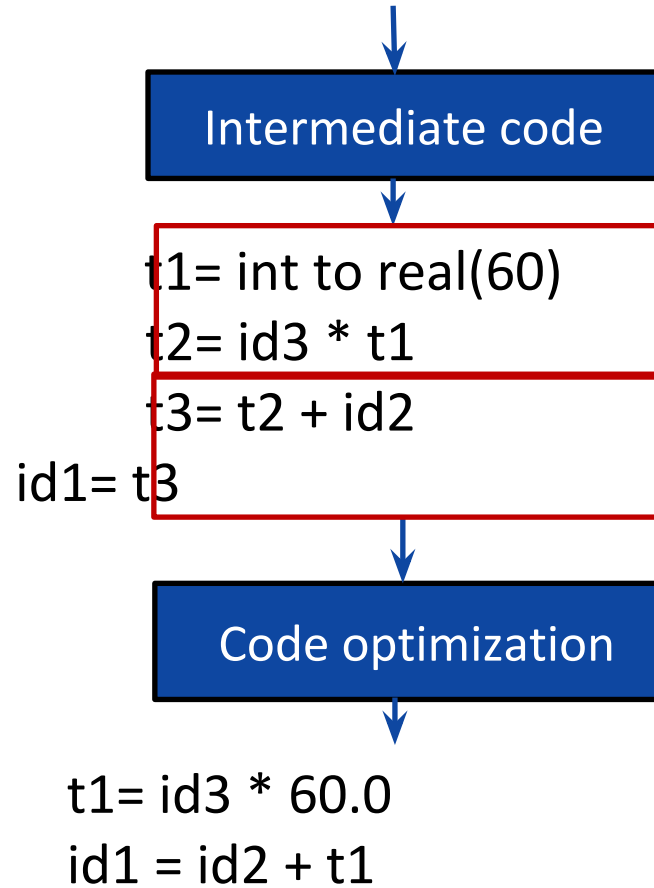 Intermediate code
t1= int to real(60)
t2= id3 * t1
t3= t2 + id2
id1= t3
Code optimization
t1= id3 * 60.0
id1 = id2 + t1